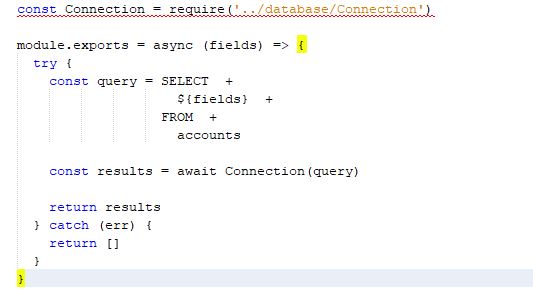 const Connection = require('../database/Connection')
module.exports = async (fields) => {
try {
const query = SELECT +
${fields} +
FROM +
accounts
const results = await Connection(query)
return results
} catch (err) {
return []
}
}